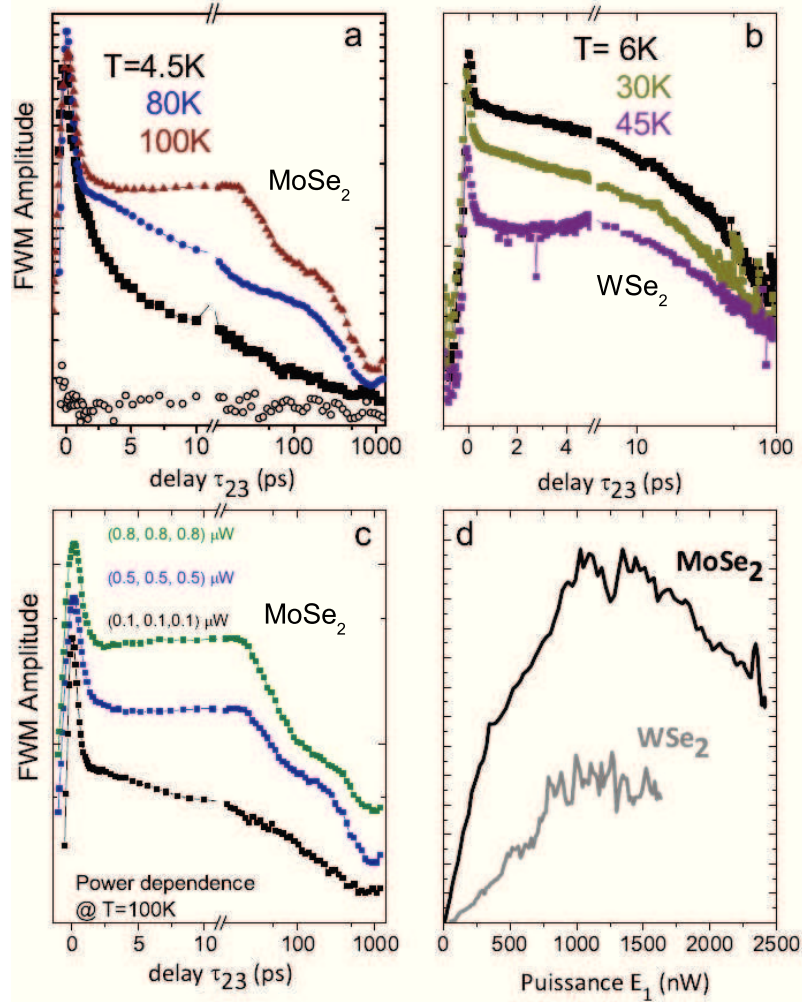 a
T=4.5K
80K
100K
MoSe2
FWM Amplitude
0 5 10 100 1000
delay τ23 (ps)
b
T= 6K
30K
45K
WSe2
0 2 4 10 100
delay τ23 (ps)
c
(0.8, 0.8, 0.8) µW
(0.5, 0.5, 0.5) µW
(0.1, 0.1,0.1) µW
MoSe2
FWM Amplitude
Power dependence
@ T=100K
0 5 10 100 1000
delay τ23 (ps)
d
MoSe2
WSe2
0 500 1000 1500 2000 2500
Puissance E1 (nW)